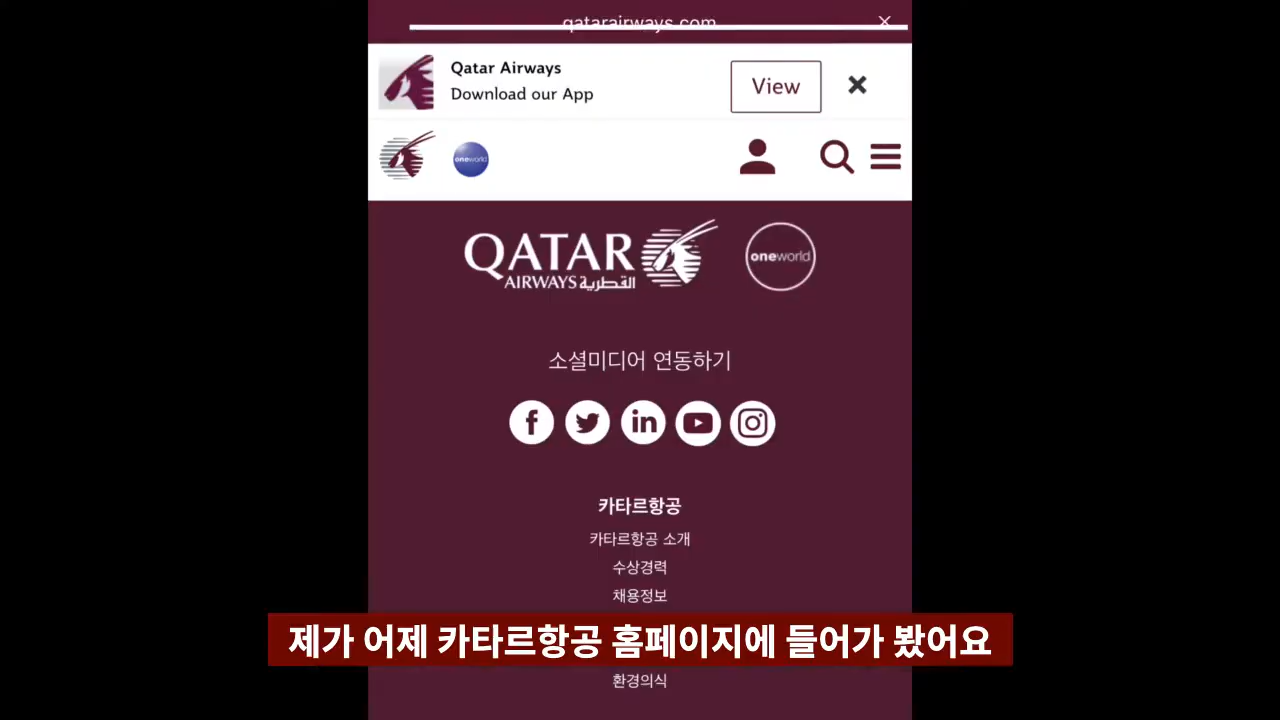 qatarairways.com
Qatar Airways
Download our App
View
oneworld
QATAR
AIRWAYS القطرية
oneworld
소셜미디어 연동하기
카타르항공
카타르항공 소개
수상경력
채용정보
제가 어제 카타르항공 홈페이지에 들어가 봤어요
환경의식